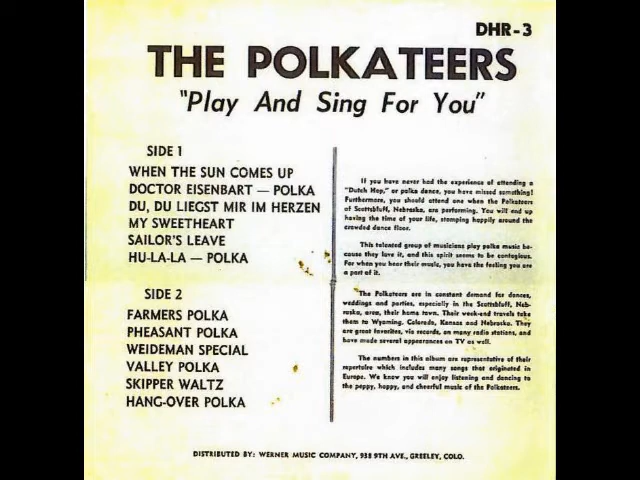 DHR-3
THE POLKATEERS
"Play And Sing For You"
SIDE 1
WHEN THE SUN COMES UP
DOCTOR EISENBART — POLKA
DU, DU LIEGST MIR IM HERZEN
MY SWEETHEART
SAILOR'S LEAVE
HU-LA-LA — POLKA
SIDE 2
FARMERS POLKA
PHEASANT POLKA
WEIDEMAN SPECIAL
VALLEY POLKA
SKIPPER WALTZ
HANG-OVER POLKA
If you have never had the experience of attending a
"Dutch Hop," or polka dance, you have missed something!
Furthermore, you should attend one when the Polkateers
of Scottsbluff, Nebraska, are performing. You will end up
having the time of your life, stomping happily around the
crowded dance floor.
This talented group of musicians play polka music be-
cause they love it, and this spirit seems to be contagious.
For when you hear their music, you have the feeling you are
a part of it.
The Polkateers are in constant demand for dances,
weddings and parties, especially in the Scottsbluff, Neb-
raska, area, their home town. Their week-end travels take
them to Wyoming, Colorado, Kansas and Nebraska. They
are great favorites, via records, on many radio stations, and
have made several appearances on TV as well.
The numbers in this album are representative of their
repertoire which includes many songs that originated in
Europe. We know you will enjoy listening and dancing to
the peppy, happy, and cheerful music of the Polkateers.
DISTRIBUTED BY: WERNER MUSIC COMPANY, 938 9TH AVE., GREELEY, COLO.